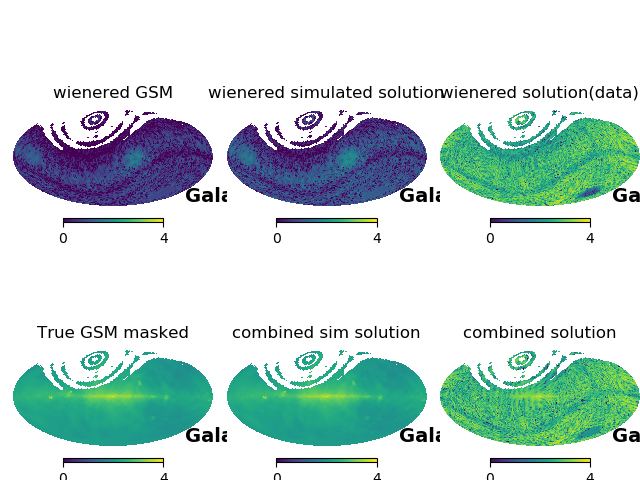 wienered GSM
wienered simulated solution
wienered solution(data)
Gala
Gala
Ga
0 4
0 4
0 4
True GSM masked
combined sim solution
combined solution
Gala
Gala
Ga
0 4
0 4
0 4